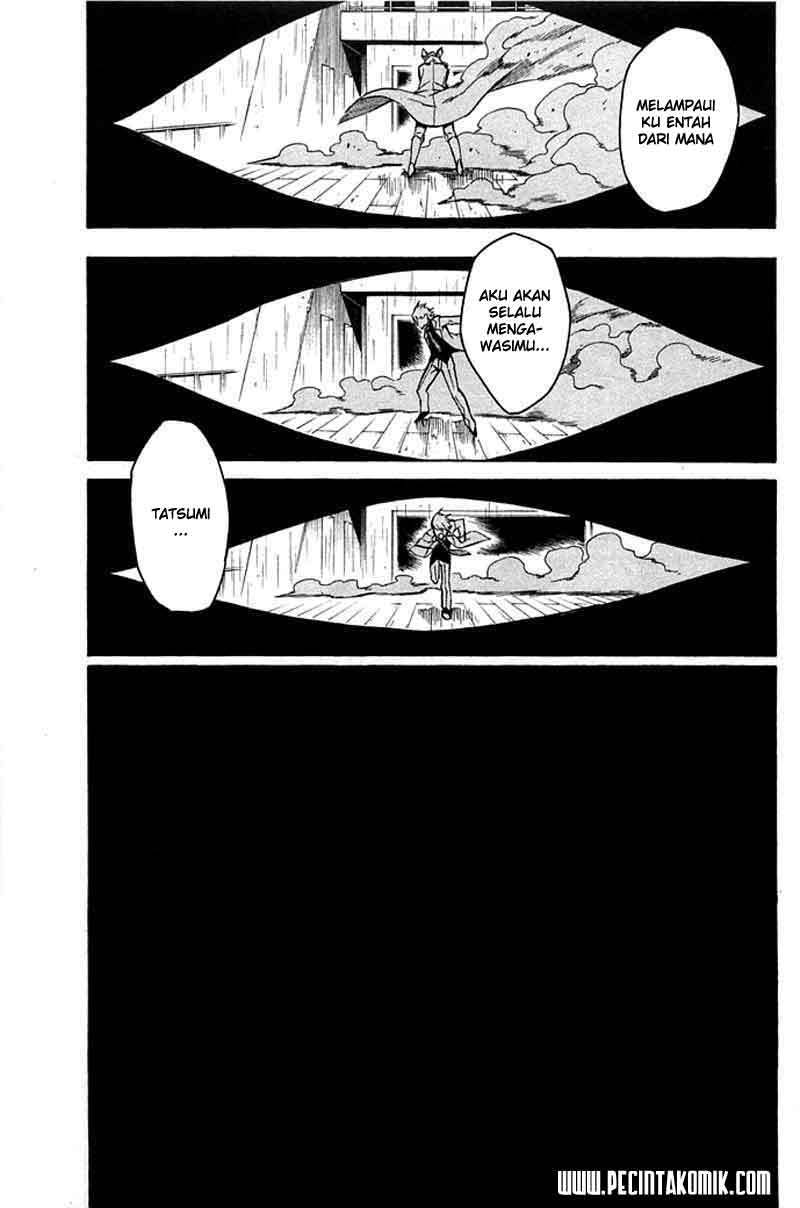 MELAMPAUI
KU ENTAH
DARI MANA
AKU AKAN
SELALU
MENGA-
WASIMU...
TATSUMI
...
WWW.PECINTAKOMIK.COM